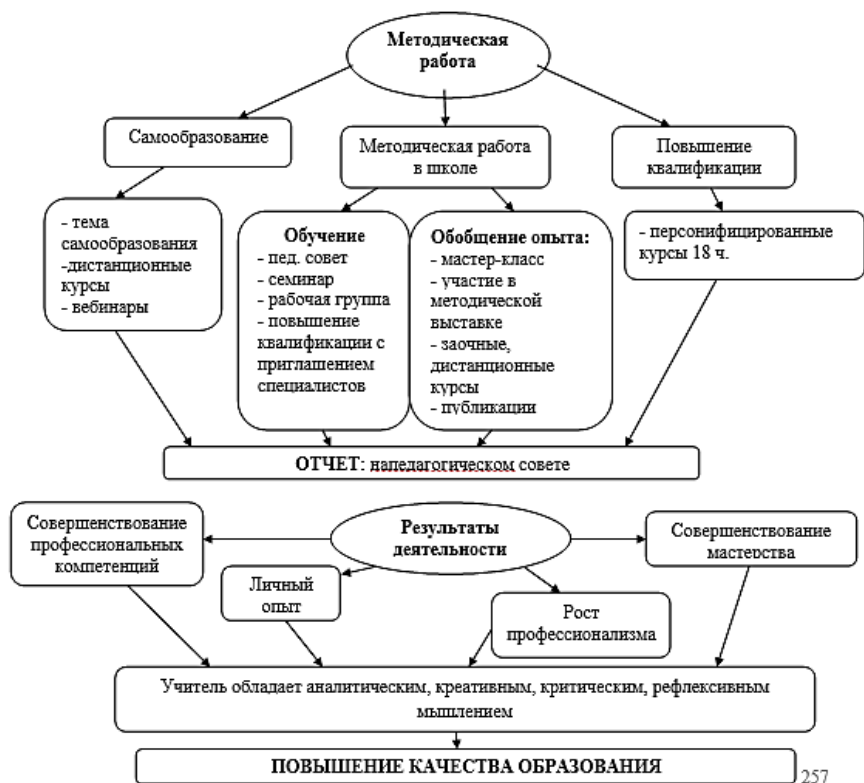 Методическая
работа
Самообразование
Методическая работа
в школе
Повышение
квалификации
- тема
самообразования
-дистанционные
курсы
- вебинары
Обучение
- пед. совет
- семинар
- рабочая группа
- повышение
квалификации с
приглашением
специалистов
Обобщение опыта:
- мастер-класс
- участие в
методической
выставке
- заочные,
дистанционные
курсы
- публикации
- персонифицированные
курсы 18 ч.
ОТЧЕТ: напедагогическом совете
Совершенствование
профессиональных
компетенций
Результаты
деятельности
Совершенствование
мастерства
Личный
опыт
Рост
профессионализма
Учитель обладает аналитическим, креативным, критическим, рефлексивным
мышлением
ПОВЫШЕНИЕ КАЧЕСТВА ОБРАЗОВАНИЯ
257